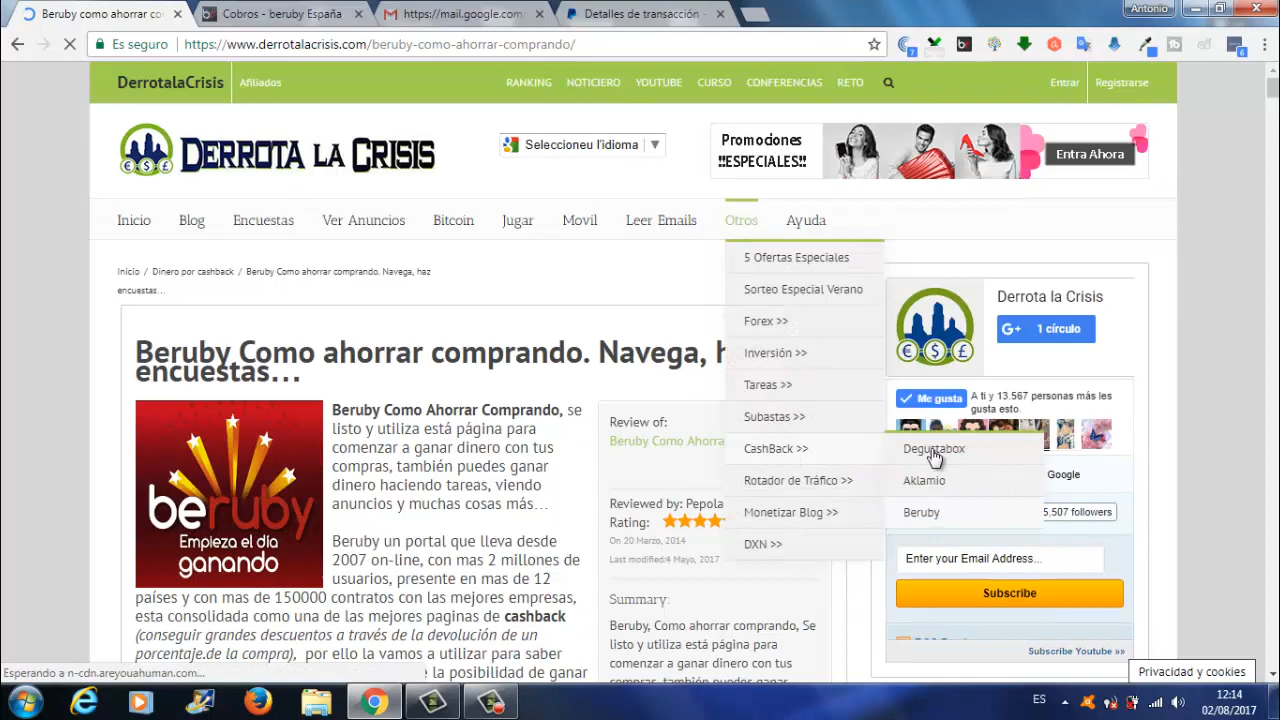 Beruby como ahorrar co
Cobros - beruby España
https://mail.google.com
Detalles de transacción -
Antonio
Es seguro
https://www.derrotalacrisis.com/beruby-como-ahorrar-comprando/
DerrotalaCrisis
Afiliados
RANKING NOTICIERO YOUTUBE CURSO CONFERENCIAS RETO
Entrar
Registrarse
DERROTA LA CRISIS
€ $ £
Seleccioneu l'idioma
Promociones
!!ESPECIALES!!
Entra Ahora
Inicio Blog Encuestas Ver Anuncios Bitcoin Jugar Movil Leer Emails Otros Ayuda
5 Ofertas Especiales
Sorteo Especial Verano
Forex >>
Inversión >>
Tareas >>
Subastas >>
CashBack >>
Rotador de Tráfico >>
Monetizar Blog >>
DXN >>
Degustabox
Aklamio
Beruby
Inicio / Dinero por cashback / Beruby Como ahorrar comprando. Navega, haz
encuestas…
Beruby Como ahorrar comprando. Navega, h
encuestas…
beruby
Empieza el día
ganando
Beruby Como Ahorrar Comprando, se
listo y utiliza está página para
comenzar a ganar dinero con tus
compras, también puedes ganar
dinero haciendo tareas, viendo
anuncios y muchas cosas más…
Beruby un portal que lleva desde
2007 on-line, con mas 2 millones de
usuarios, presente en mas de 12
países y con mas de 150000 contratos con las mejores empresas,
esta consolidada como una de las mejores paginas de cashback
(conseguir grandes descuentos a través de la devolución de un
porcentaje.de la compra), por ello la vamos a utilizar para saber
la posibilidad de ganar
Review of:
Beruby Como Ahorra
Reviewed by: Pepola
Rating:
On 20 Marzo, 2014
Last modified:4 Mayo, 2017
Summary:
Beruby, Como ahorrar comprando, Se
listo y utiliza está página para
comenzar a ganar dinero con tus
compras, también puedes ganar
Derrota la Crisis
€ $ £
G+ 1 círculo
Me gusta
A ti y 13.567 personas más les
gusta esto.
Google
5,507 followers
Enter your Email Address...
Subscribe
Subscribe Youtube »»
Privacidad y cookies
Esperando a n-cdn.areyouahuman.com...
ES
12:14
02/08/2017